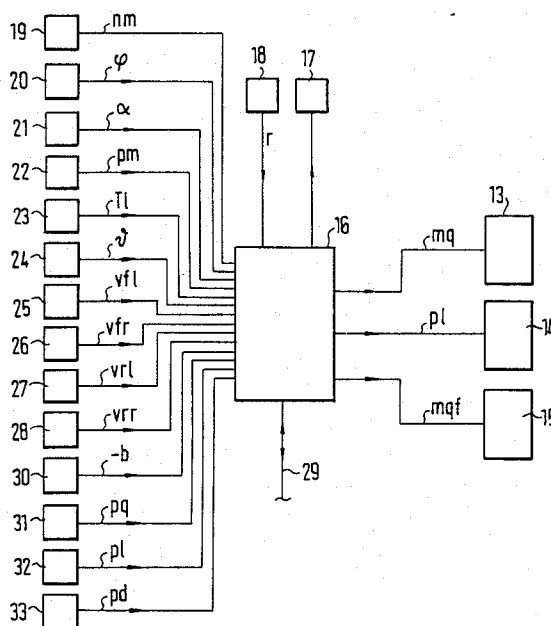 19 nm
20 φ
21 α
22 pm
23 Tl
24 ϑ
25 vfl
26 vfr
27 vrl
28 vrr
30 -b
31 pq
32 pl
33 pd
18 17
r
16
13
mq
14
pl
15
mqf
29